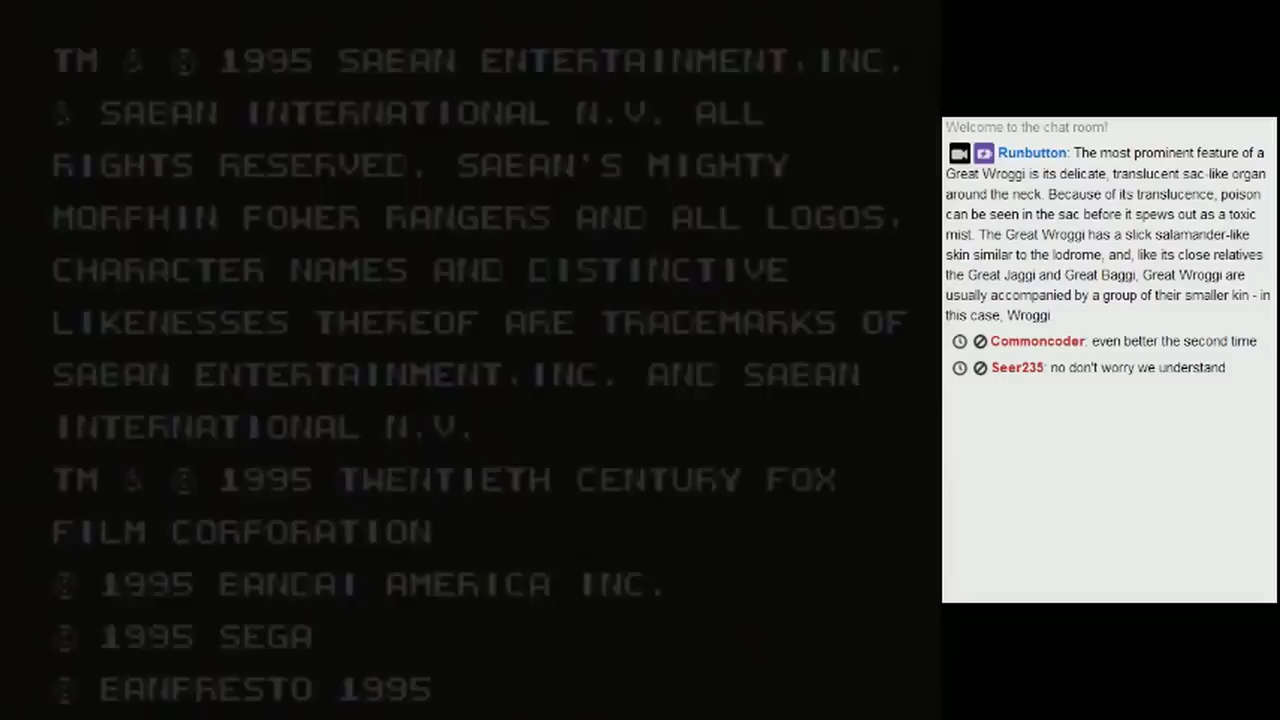 TM & © 1995 SABAN ENTERTAINMENT, INC.
& SABAN INTERNATIONAL N.V. ALL
RIGHTS RESERVED. SABAN'S MIGHTY
MORPHIN POWER RANGERS AND ALL LOGOS,
CHARACTER NAMES AND DISTINCTIVE
LIKENESSES THEREOF ARE TRADEMARKS OF
SABAN ENTERTAINMENT, INC. AND SABAN
INTERNATIONAL N.V.
TM & © 1995 TWENTIETH CENTURY FOX
FILM CORPORATION
© 1995 BANDAI AMERICA INC.
© 1995 SEGA
© BANPRESTO 1995
Welcome to the chat room!
Runbutton: The most prominent feature of a
Great Wroggi is its delicate, translucent sac-like organ
around the neck. Because of its translucence, poison
can be seen in the sac before it spews out as a toxic
mist. The Great Wroggi has a slick salamander-like
skin similar to the Iodrome, and, like its close relatives
the Great Jaggi and Great Baggi, Great Wroggi are
usually accompanied by a group of their smaller kin - in
this case, Wroggi
Commoncoder: even better the second time
Seer235: no don't worry we understand